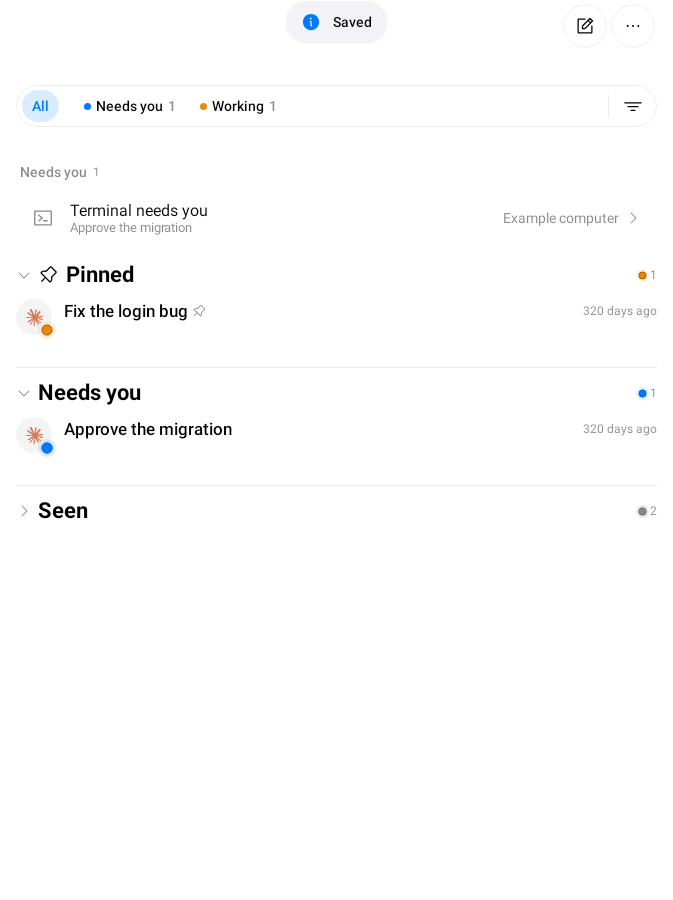 Saved
All
Needs you 1
Working 1
Needs you 1
Terminal needs you
Approve the migration
Example computer
Pinned
1
Fix the login bug
320 days ago
Needs you
1
Approve the migration
320 days ago
Seen
2